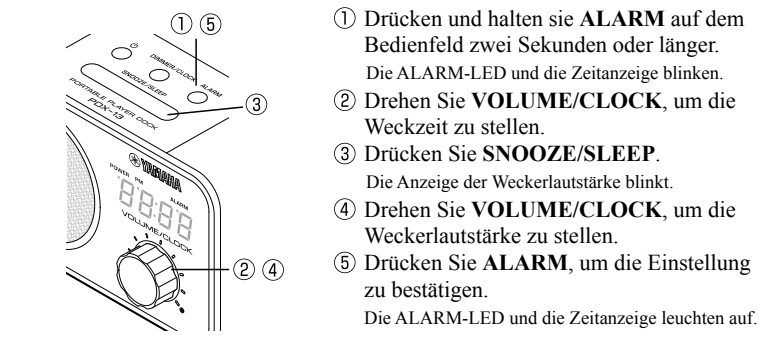 ① ⑤
DIMMER/CLOCK ALARM
SNOOZE/SLEEP
③
PORTABLE PLAYER DOCK
PDX-13
YAMAHA
POWER PM
ALARM
88:88
VOLUME/CLOCK
② ④
① Drücken und halten sie ALARM auf dem
Bedienfeld zwei Sekunden oder länger.
Die ALARM-LED und die Zeitanzeige blinken.
② Drehen Sie VOLUME/CLOCK, um die
Weckzeit zu stellen.
③ Drücken Sie SNOOZE/SLEEP.
Die Anzeige der Weckerlautstärke blinkt.
④ Drehen Sie VOLUME/CLOCK, um die
Weckerlautstärke zu stellen.
⑤ Drücken Sie ALARM, um die Einstellung
zu bestätigen.
Die ALARM-LED und die Zeitanzeige leuchten auf.